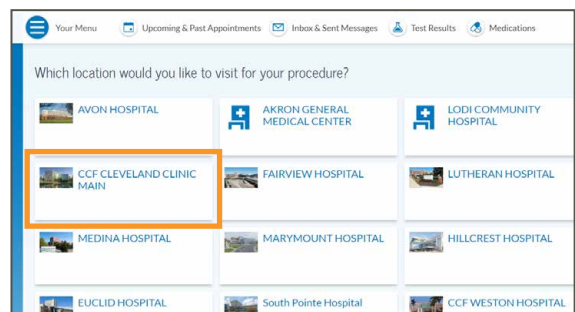 Your Menu Upcoming & Past Appointments Inbox & Sent Messages Test Results Medications
Which location would you like to visit for your procedure?
AVON HOSPITAL
AKRON GENERAL
MEDICAL CENTER
LODI COMMUNITY
HOSPITAL
CCF CLEVELAND CLINIC
MAIN
FAIRVIEW HOSPITAL
LUTHERAN HOSPITAL
MEDINA HOSPITAL
MARYMOUNT HOSPITAL
HILLCREST HOSPITAL
EUCLID HOSPITAL
South Pointe Hospital
CCF WESTON HOSPITAL